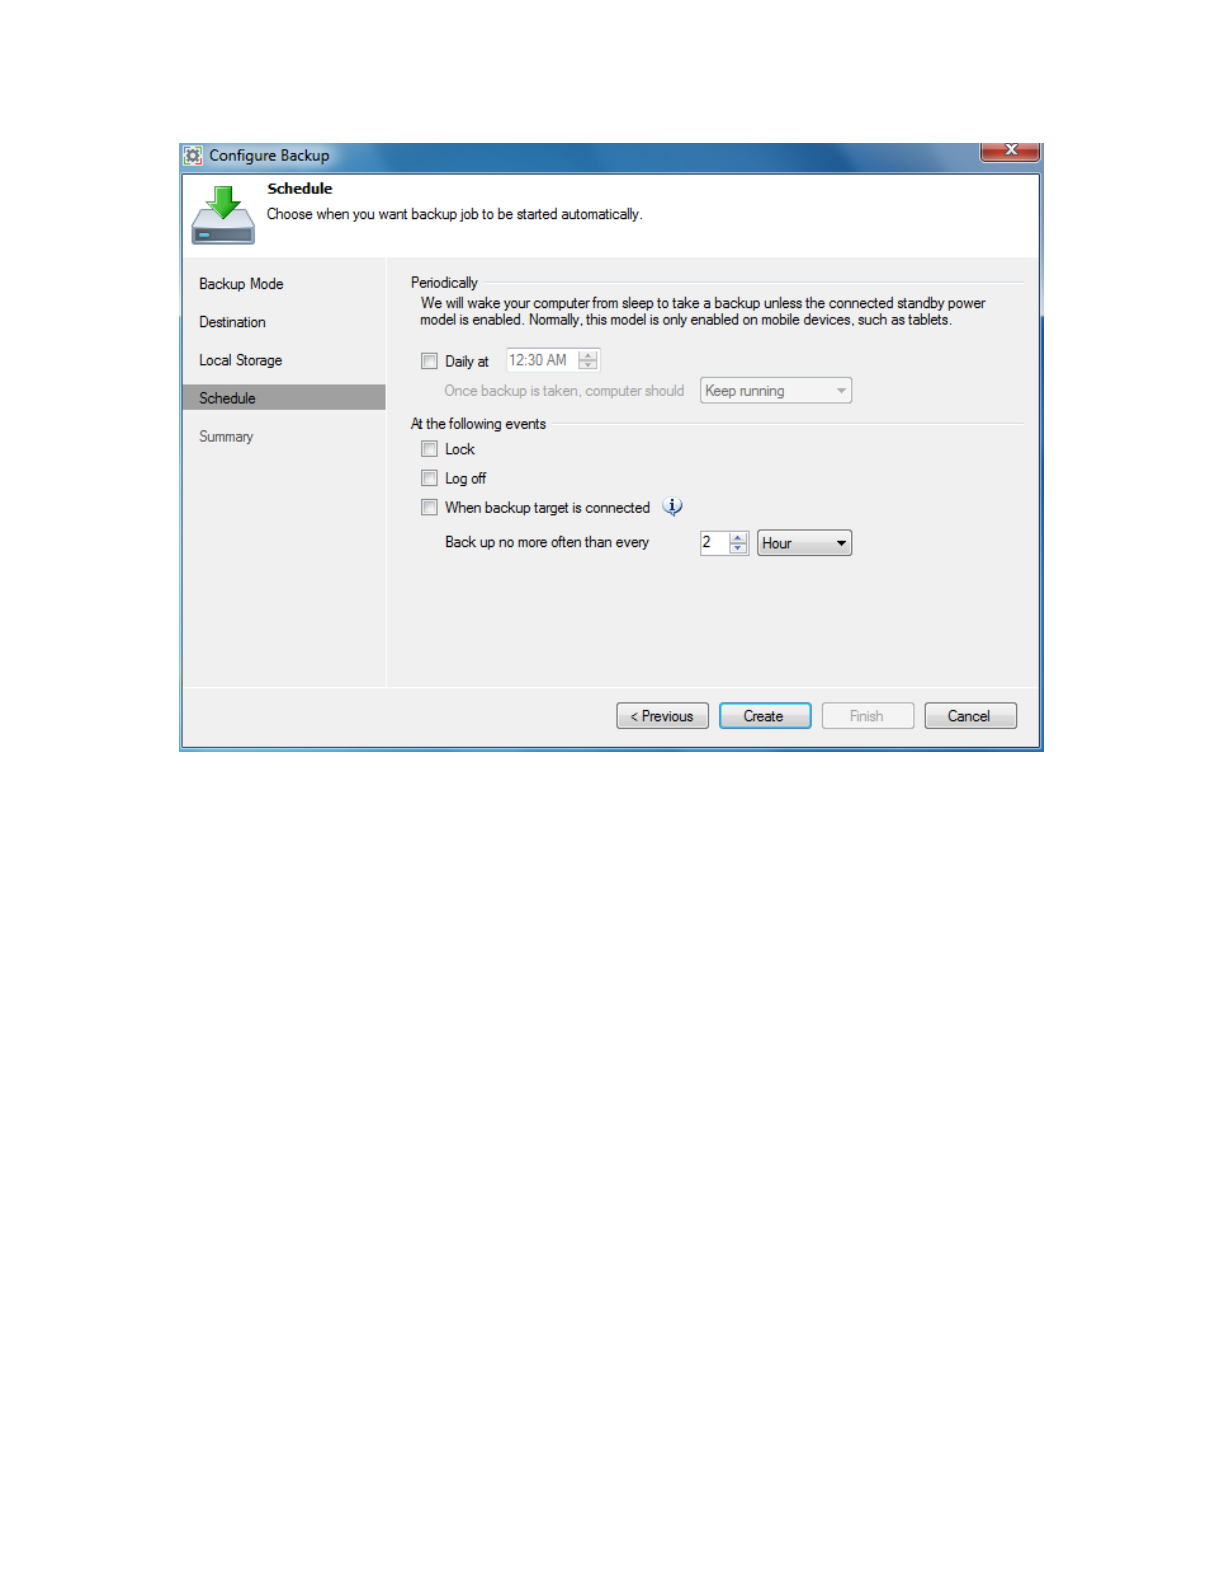 Configure Backup
Schedule
Choose when you want backup job to be started automatically.
Backup Mode
Destination
Local Storage
Schedule
Summary
Periodically
We will wake your computer from sleep to take a backup unless the connected standby power
model is enabled. Normally, this model is only enabled on mobile devices, such as tablets.
Daily at 12:30 AM
Once backup is taken, computer should Keep running
At the following events
Lock
Log off
When backup target is connected
Back up no more often than every 2 Hour
< Previous Create Finish Cancel